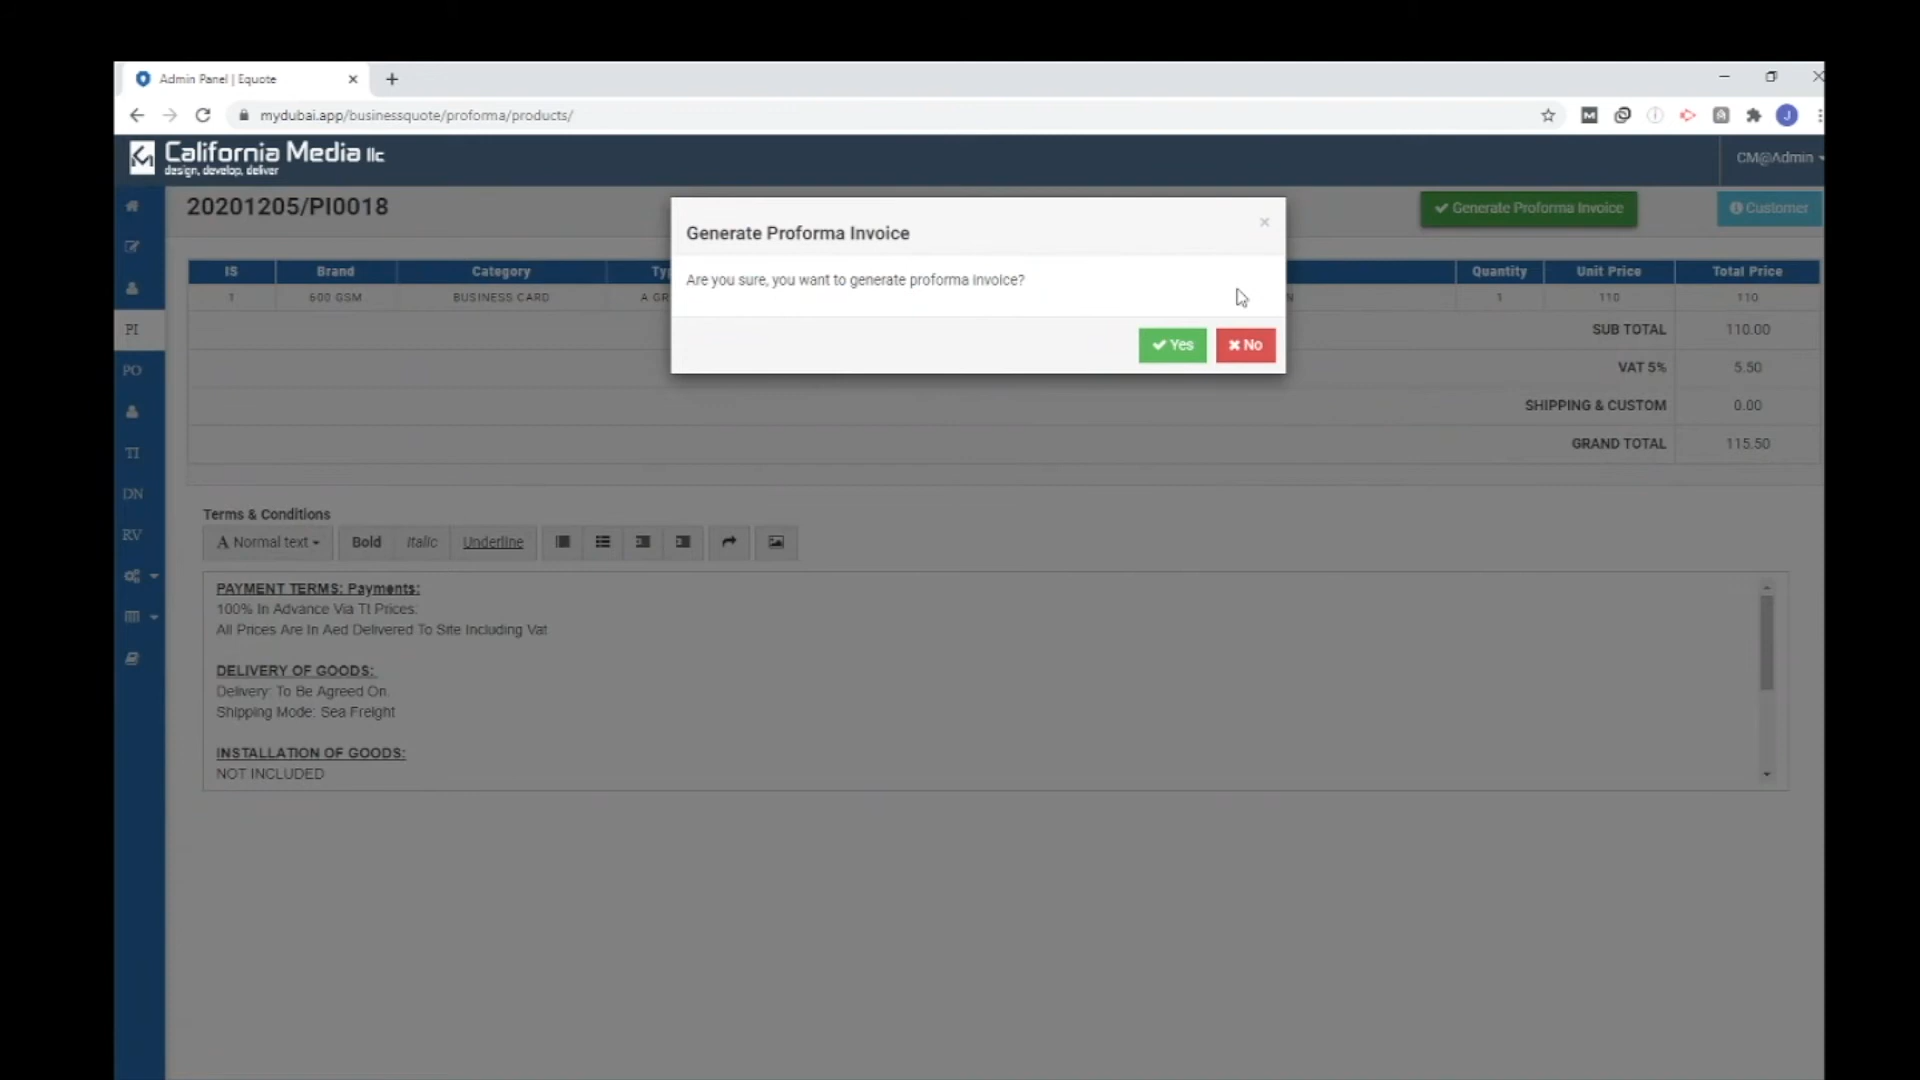 Admin Panel | Equote
mydubai.app/businessquote/proforma/products/
California Media llc
design, develop, deliver
CM@Admin
20201205/PI0018
Generate Proforma Invoice
Customer
Generate Proforma Invoice
Are you sure, you want to generate proforma invoice?
Yes No
IS Brand Category Quantity Unit Price Total Price
1 600 GSM BUSINESS CARD 1 110 110
SUB TOTAL 110.00
VAT 5% 5.50
SHIPPING & CUSTOM 0.00
GRAND TOTAL 115.50
PI
PO
TI
DN
RV
Terms & Conditions
A Normal text Bold Italic Underline
PAYMENT TERMS: Payments:
100% In Advance Via Tt Prices:
All Prices Are In Aed Delivered To Site Including Vat
DELIVERY OF GOODS:
Delivery: To Be Agreed On
Shipping Mode: Sea Freight
INSTALLATION OF GOODS:
NOT INCLUDED